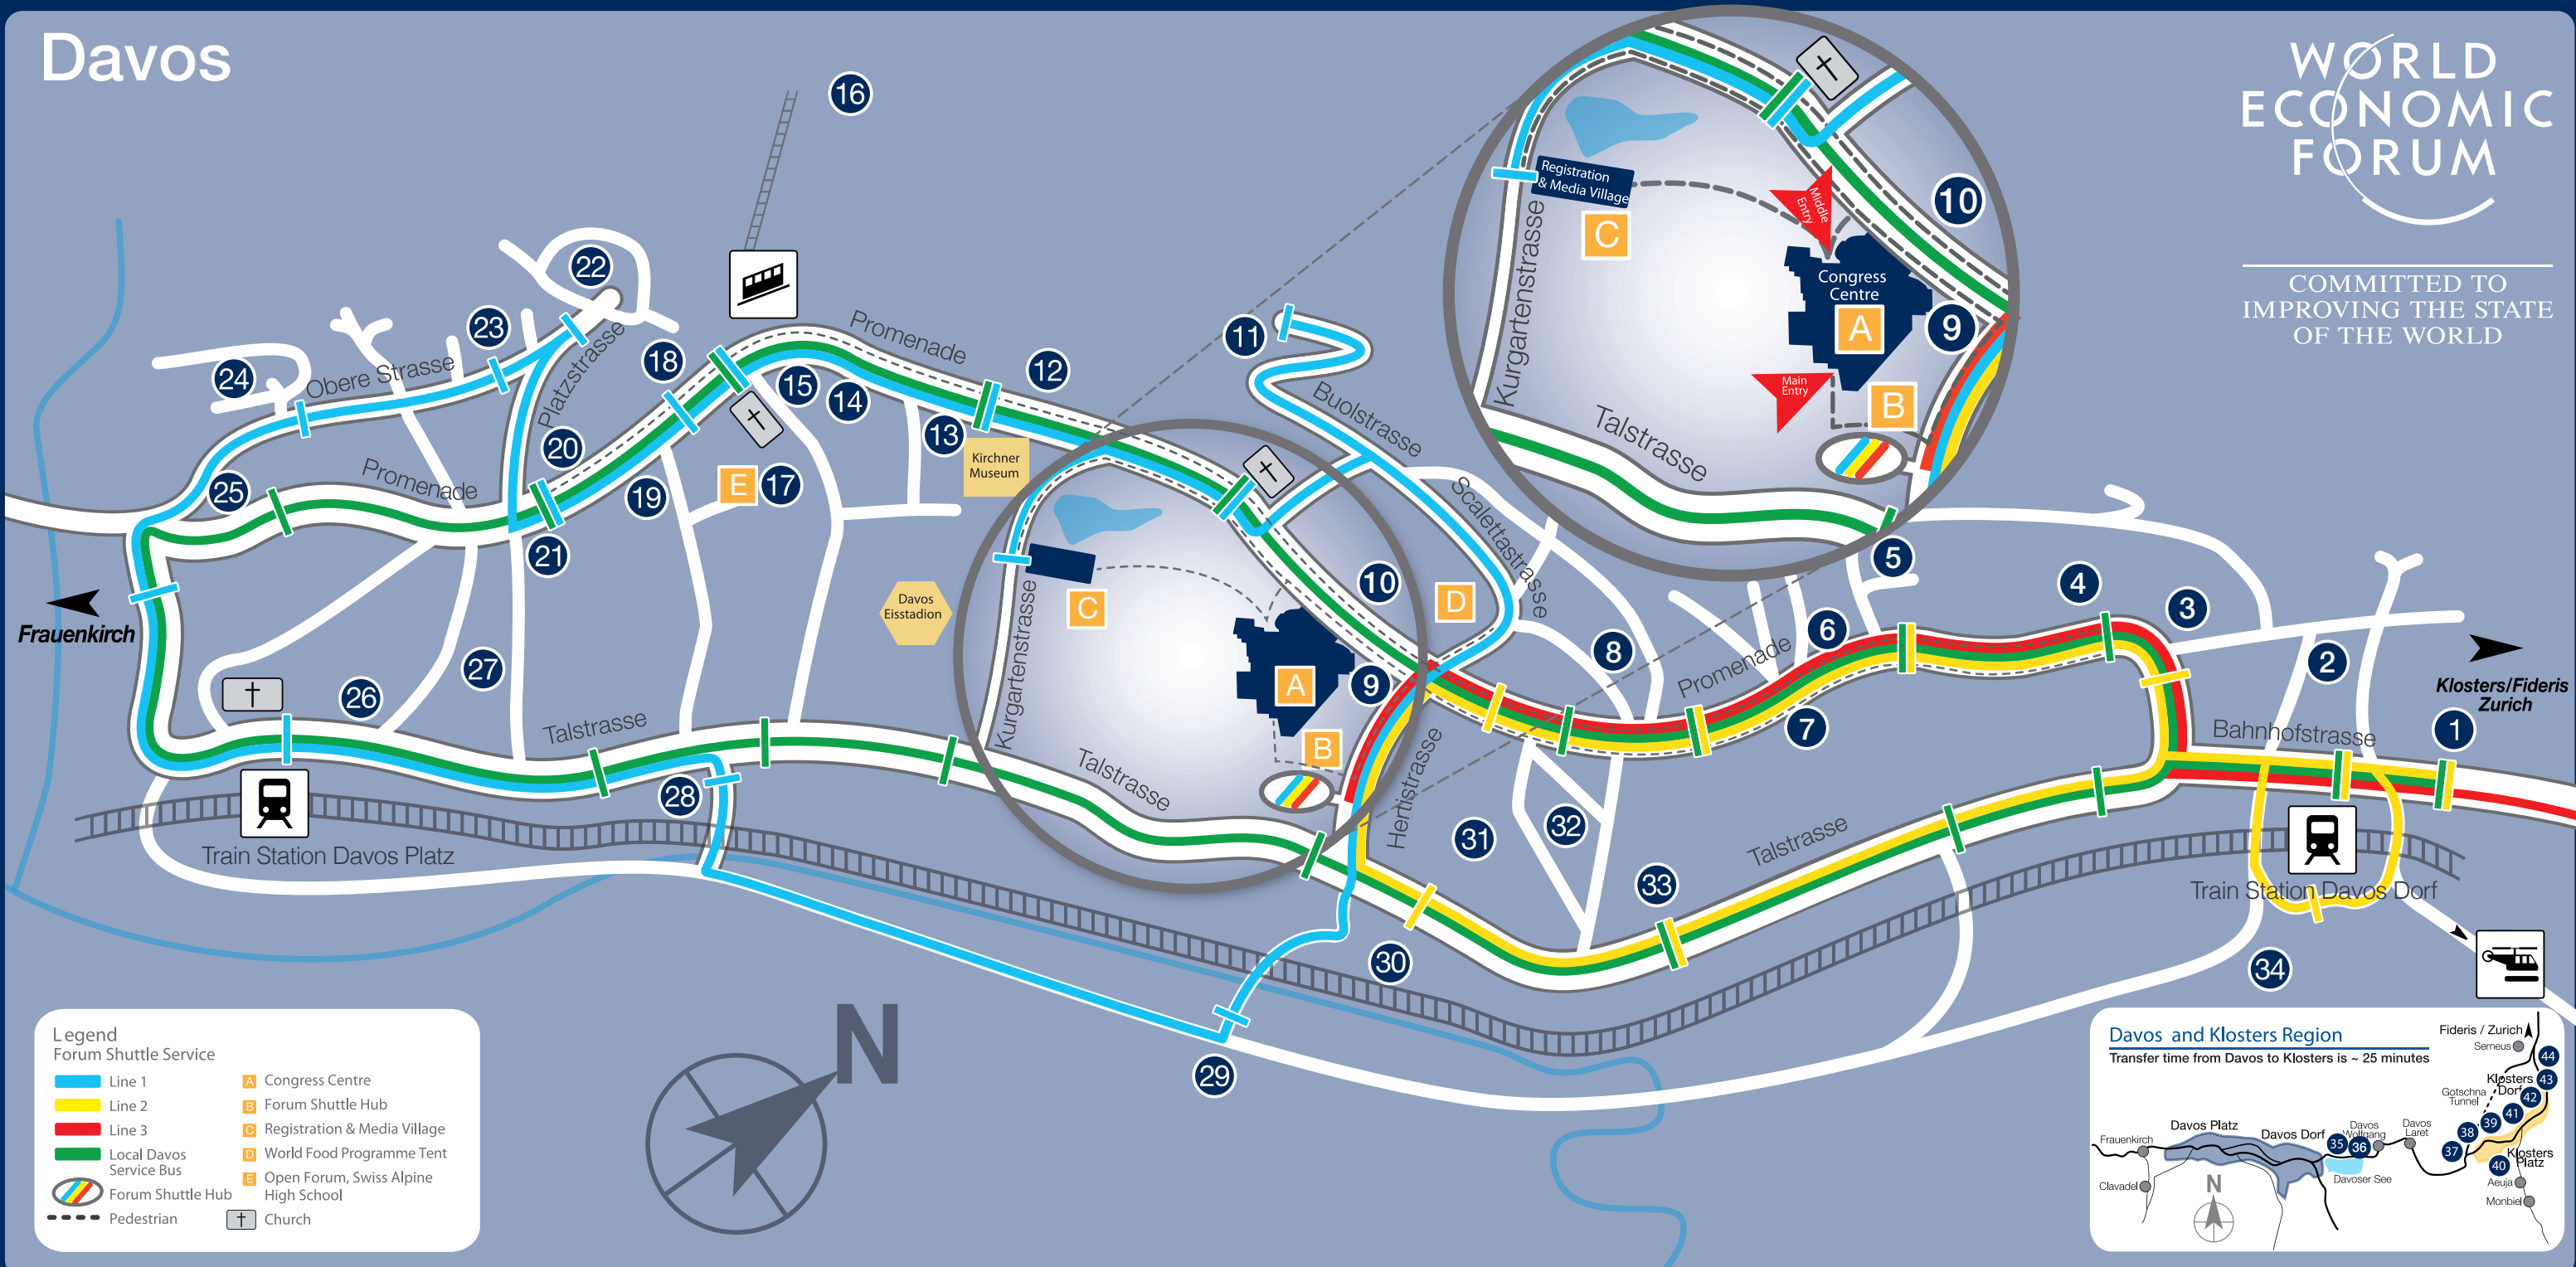 Davos
WORLD
ECONOMIC
FORUM
COMMITTED TO
IMPROVING THE STATE
OF THE WORLD
16
Registration
& Media Village
C
Middle
Entry
10
Kurgartenstrasse
Congress
Centre
A
9
Main
Entry
B
Talstrasse
22
23
24
Obere Strasse
Platzstrasse
18
Promenade
15
14
12
13
11
Buolstrasse
Scalettastrasse
Kirchner
Museum
20
25
Promenade
19
E
17
21
Davos
Eisstadion
C
10
D
5
4
3
8
6
2
Frauenkirch
Promenade
7
Klosters/Fideris
Zurich
Kurgartenstrasse
A
9
B
26
27
Talstrasse
Talstrasse
Hertistrasse
Bahnhofstrasse
1
28
Train Station Davos Platz
31
32
33
Talstrasse
Train Station Davos Dorf
30
34
29
N
Legend
Forum Shuttle Service
Line 1
Line 2
Line 3
Local Davos
Service Bus
Forum Shuttle Hub
Pedestrian
A Congress Centre
B Forum Shuttle Hub
C Registration & Media Village
D World Food Programme Tent
E Open Forum, Swiss Alpine
High School
Church
Davos and Klosters Region
Transfer time from Davos to Klosters is ~ 25 minutes
Fideris / Zurich
Serneus
44
Klosters
Dorf
43
Gotschna
Tunnel
42
41
39
38
37
40
Klosters
Platz
Aeuja
Monbiel
Frauenkirch
Davos Platz
Davos Dorf
35
36
Davos
Wolfgang
Davos
Laret
Davoser See
Clavadel
N